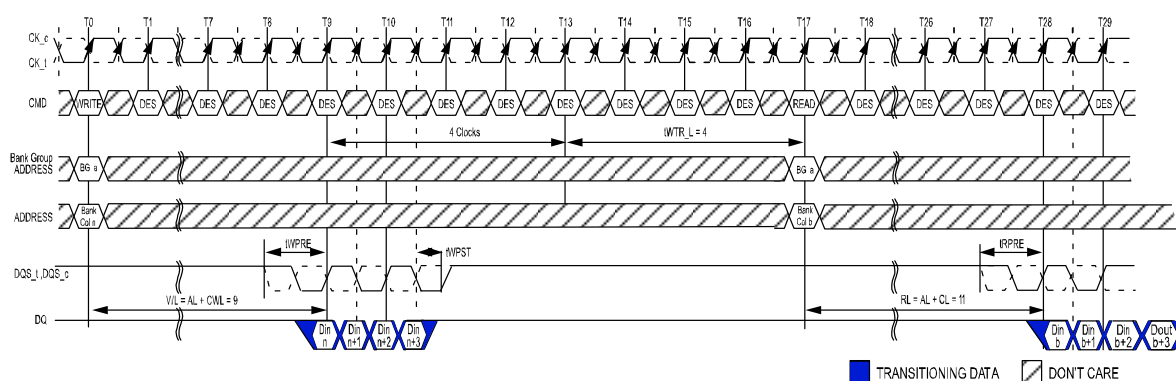 T0 T1 T7 T8 T9 T10 T11 T12 T13 T14 T15 T16 T17 T18 T26 T27 T28 T29
CK_c
CK_t
CMD WRITE DES DES DES DES DES DES DES DES DES DES DES READ DES DES DES DES DES
4 Clocks tWTR_L = 4
Bank Group
ADDRESS BG a BG a
ADDRESS Bank Col n Bank Col b
tWPRE tWPST tRPRE
DQS_t ,DQS_c
WL = AL + CWL = 9 RL = AL + CL = 11
DQ Din n Din n+1 Din n+2 Din n+3 Din b Din b+1 Din b+2 Dout b+3
TRANSITIONING DATA DON'T CARE